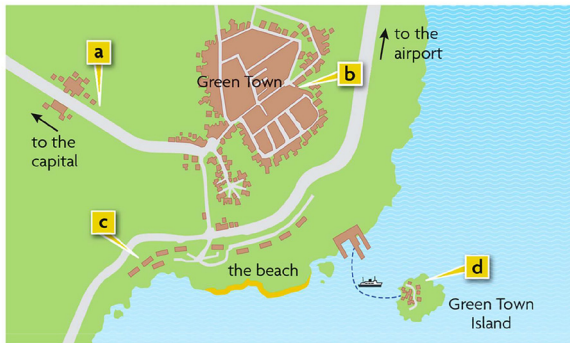 a
to the
airport
Green Town
b
to the
capital
c
the beach
d
Green Town
Island